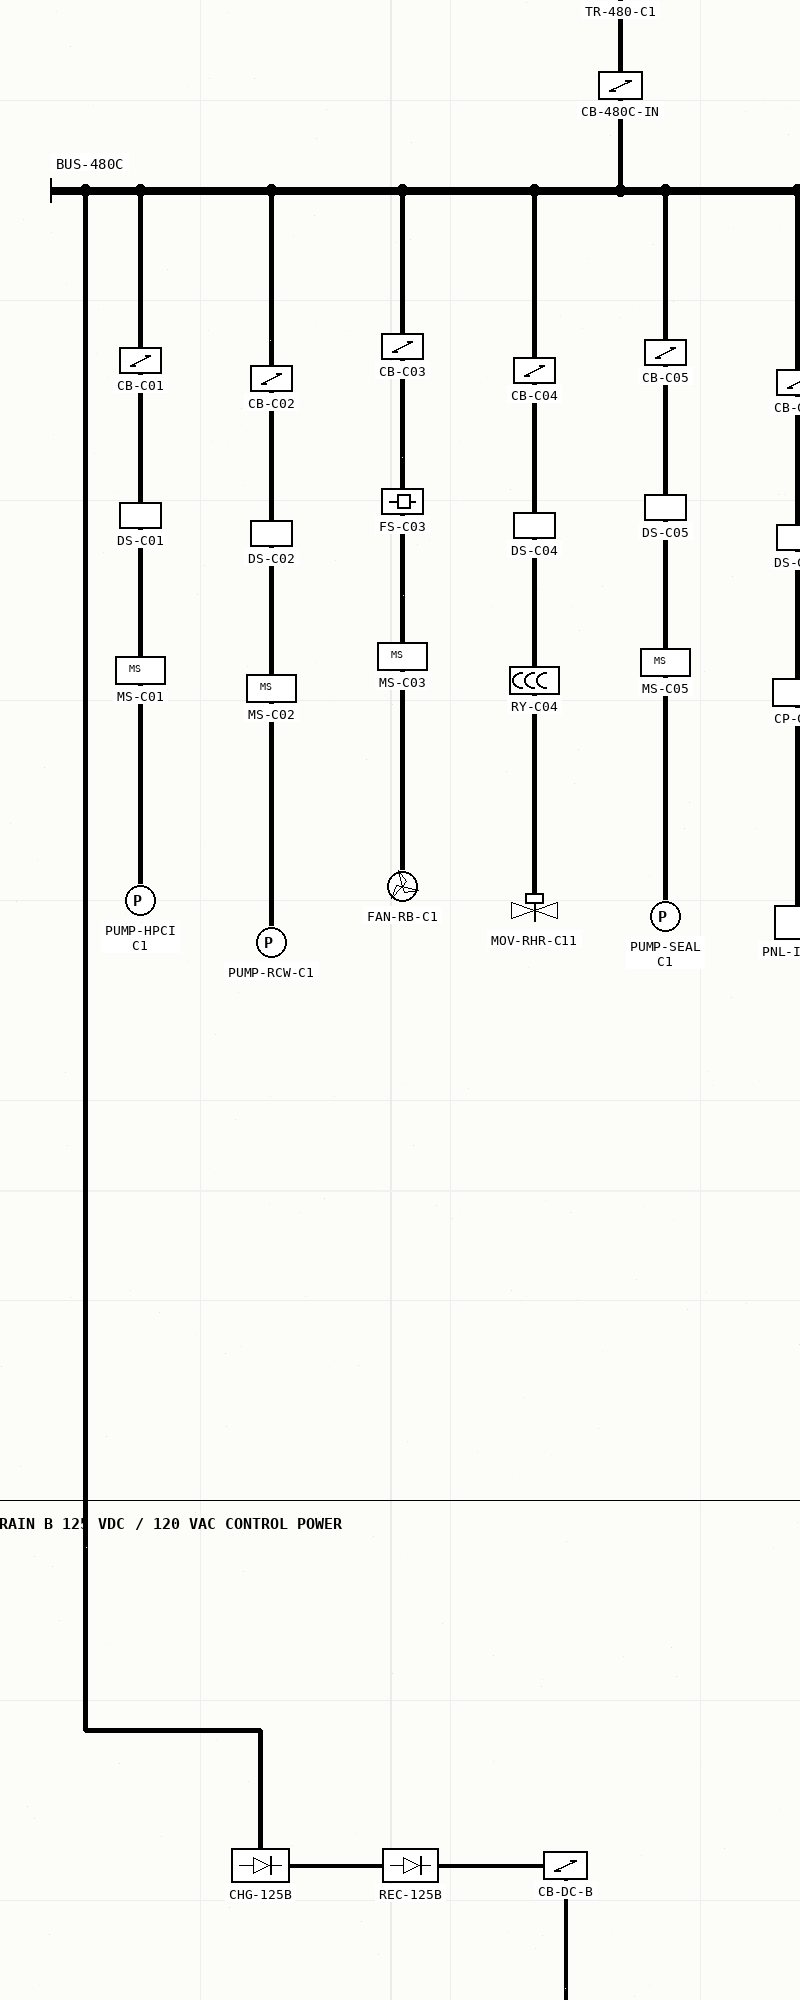 TR-480-C1
CB-480C-IN
BUS-480C
CB-C01
CB-C02
CB-C03
CB-C04
CB-C05
DS-C01
DS-C02
FS-C03
DS-C04
DS-C05
MS
MS-C01
MS
MS-C02
MS
MS-C03
RY-C04
MS
MS-C05
P
PUMP-HPCI
C1
P
PUMP-RCW-C1
FAN-RB-C1
MOV-RHR-C11
P
PUMP-SEAL
C1
B 125 VDC / 120 VAC CONTROL POWER
CHG-125B
REC-125B
CB-DC-B